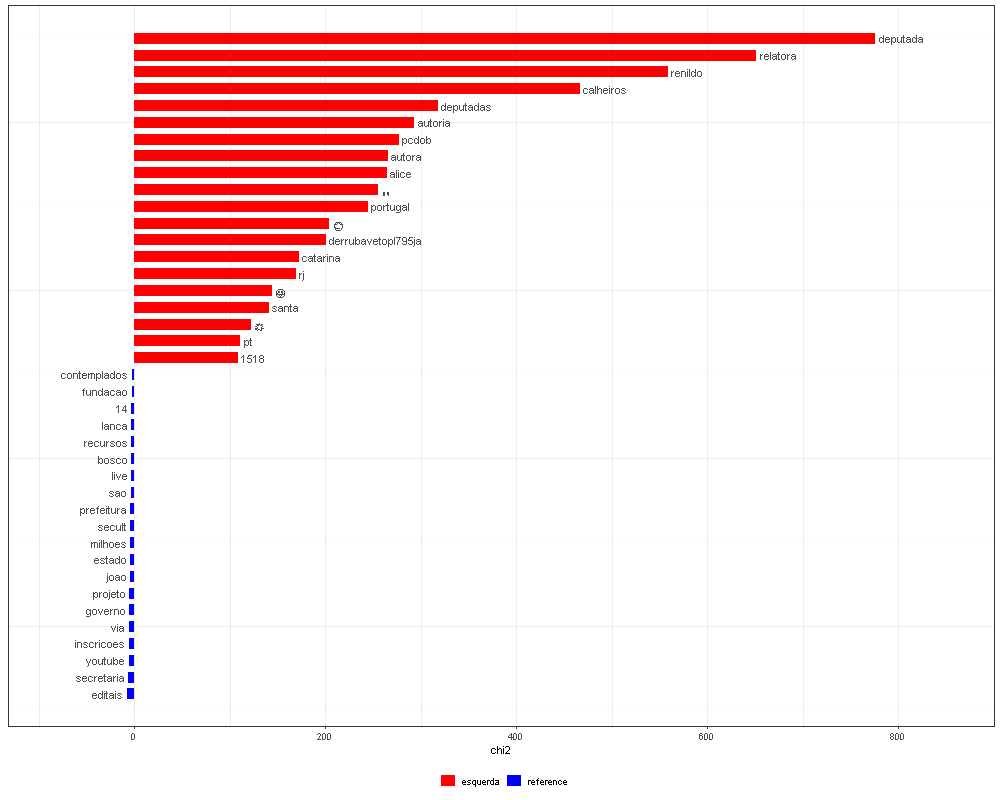 deputada
relatora
renildo
calheiros
deputadas
autoria
pcdob
autora
alice
portugal
derrubavetopl795ja
catarina
rj
santa
pt
1518
contemplados
fundacao
14
lanca
recursos
bosco
live
sao
prefeitura
secult
milhoes
estado
joao
projeto
governo
via
inscricoes
youtube
secretaria
editais
0 200 400 600 800
chi2
esquerda reference